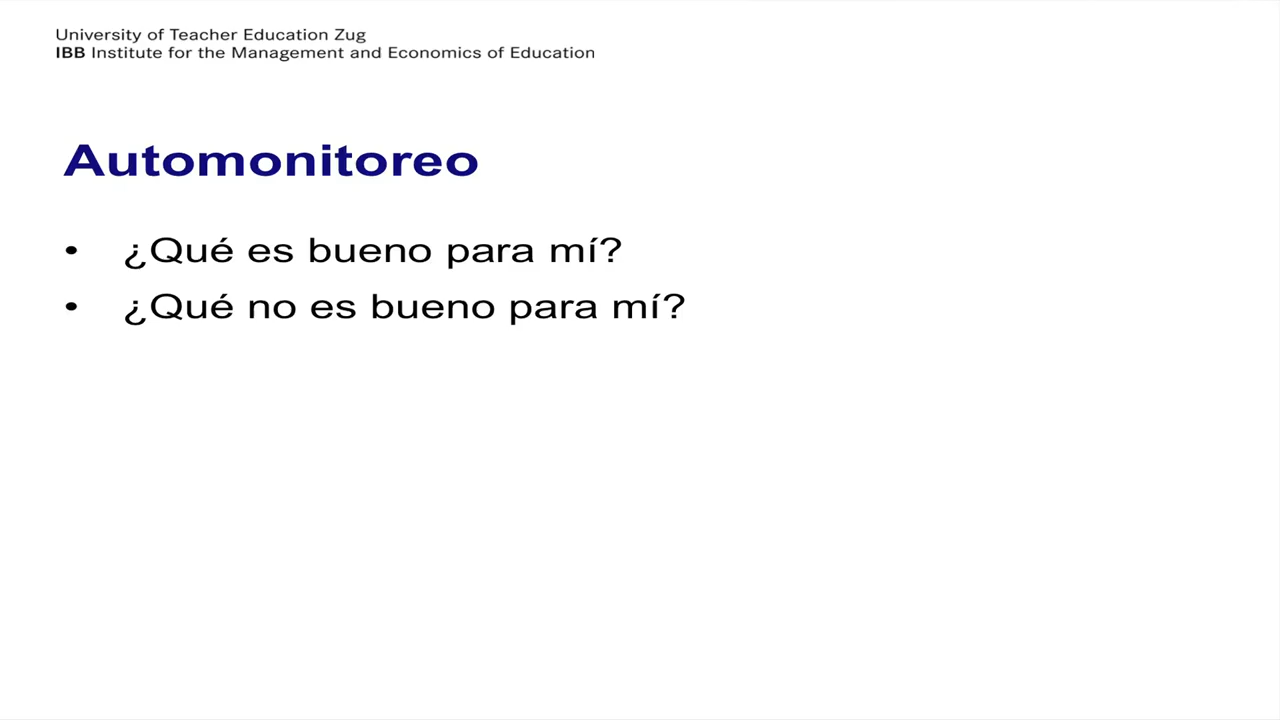 University of Teacher Education Zug
IBB Institute for the Management and Economics of Education
Automonitoreo
• ¿Qué es bueno para mí?
• ¿Qué no es bueno para mí?